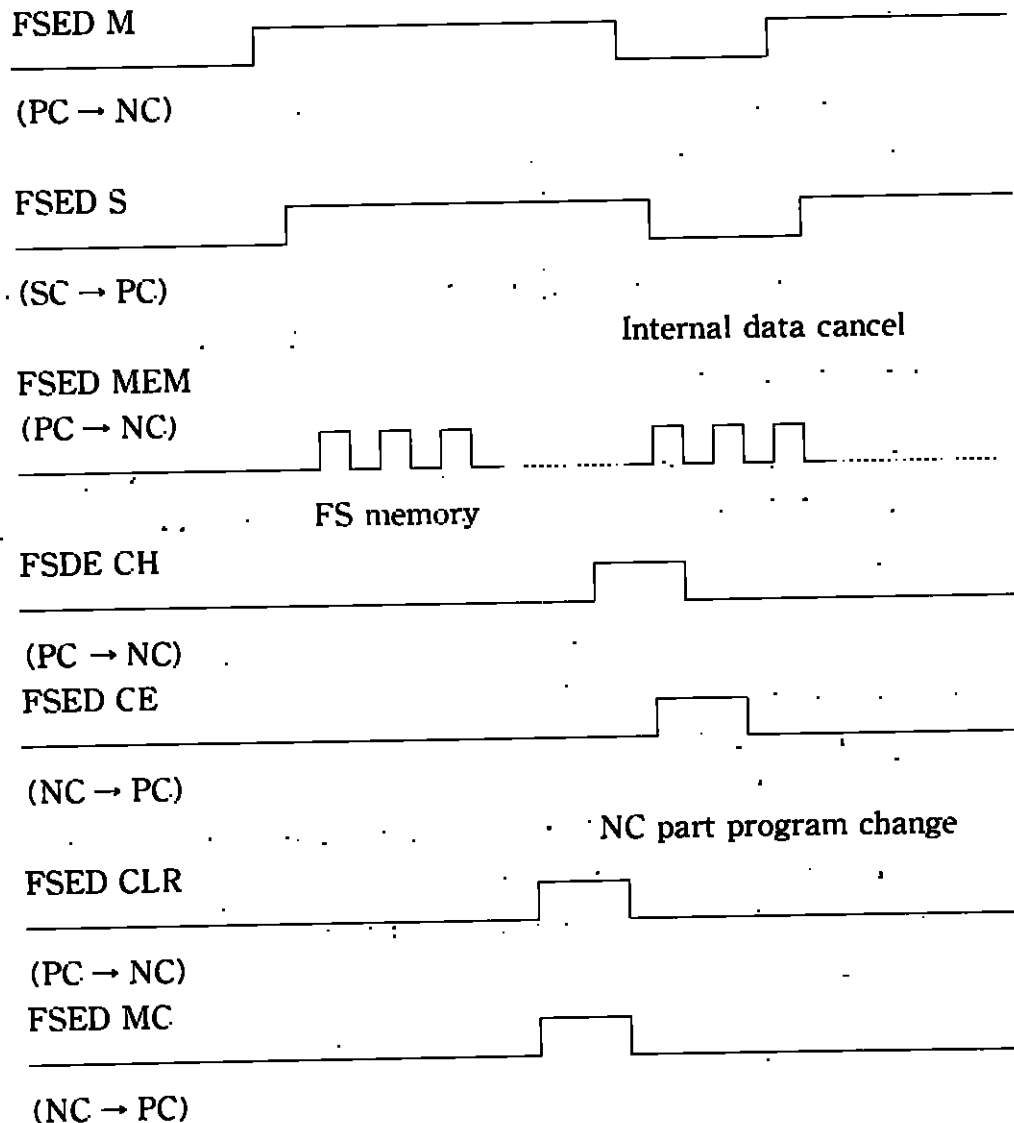 FSED M
(PC → NC)
FSED S
(SC → PC)
Internal data cancel
FSED MEM
(PC → NC)
FS memory
FSDE CH
(PC → NC)
FSED CE
(NC → PC)
NC part program change
FSED CLR
(PC → NC)
FSED MC
(NC → PC)